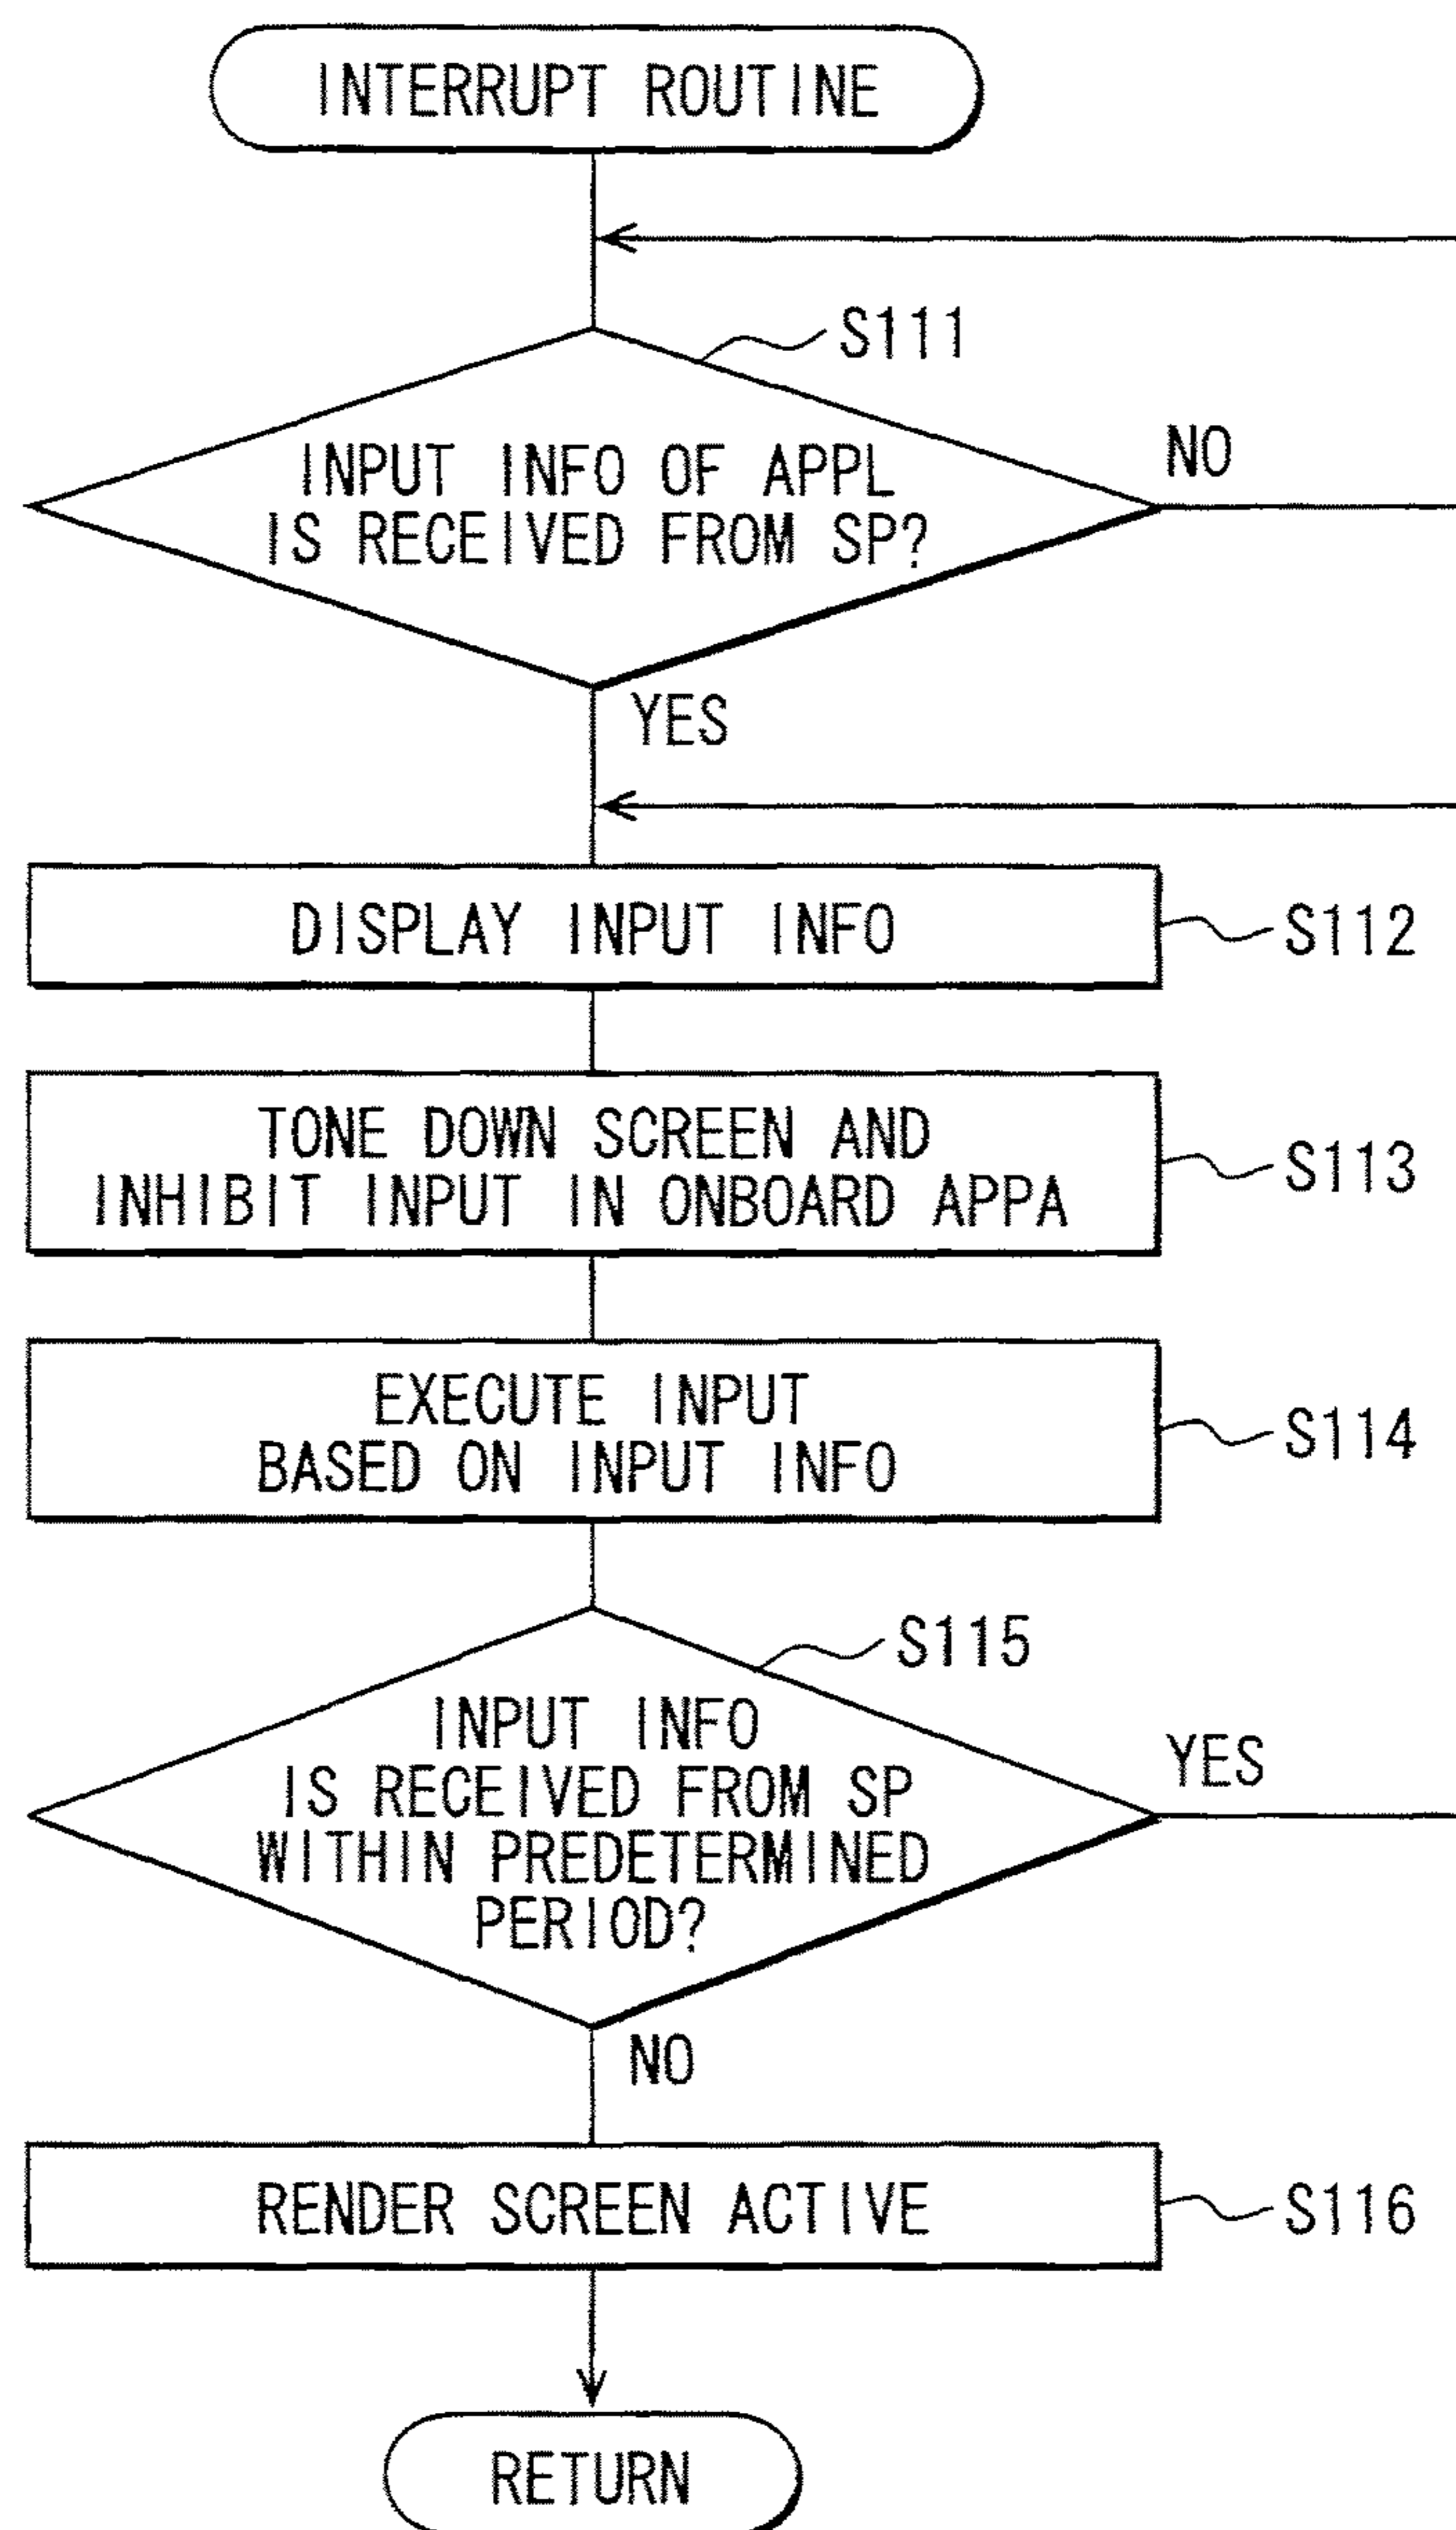 INTERRUPT ROUTINE
S111
INPUT INFO OF APPL
IS RECEIVED FROM SP?
NO
YES
DISPLAY INPUT INFO
S112
TONE DOWN SCREEN AND
INHIBIT INPUT IN ONBOARD APPA
S113
EXECUTE INPUT
BASED ON INPUT INFO
S114
S115
INPUT INFO
IS RECEIVED FROM SP
WITHIN PREDETERMINED
PERIOD?
YES
NO
RENDER SCREEN ACTIVE
S116
RETURN